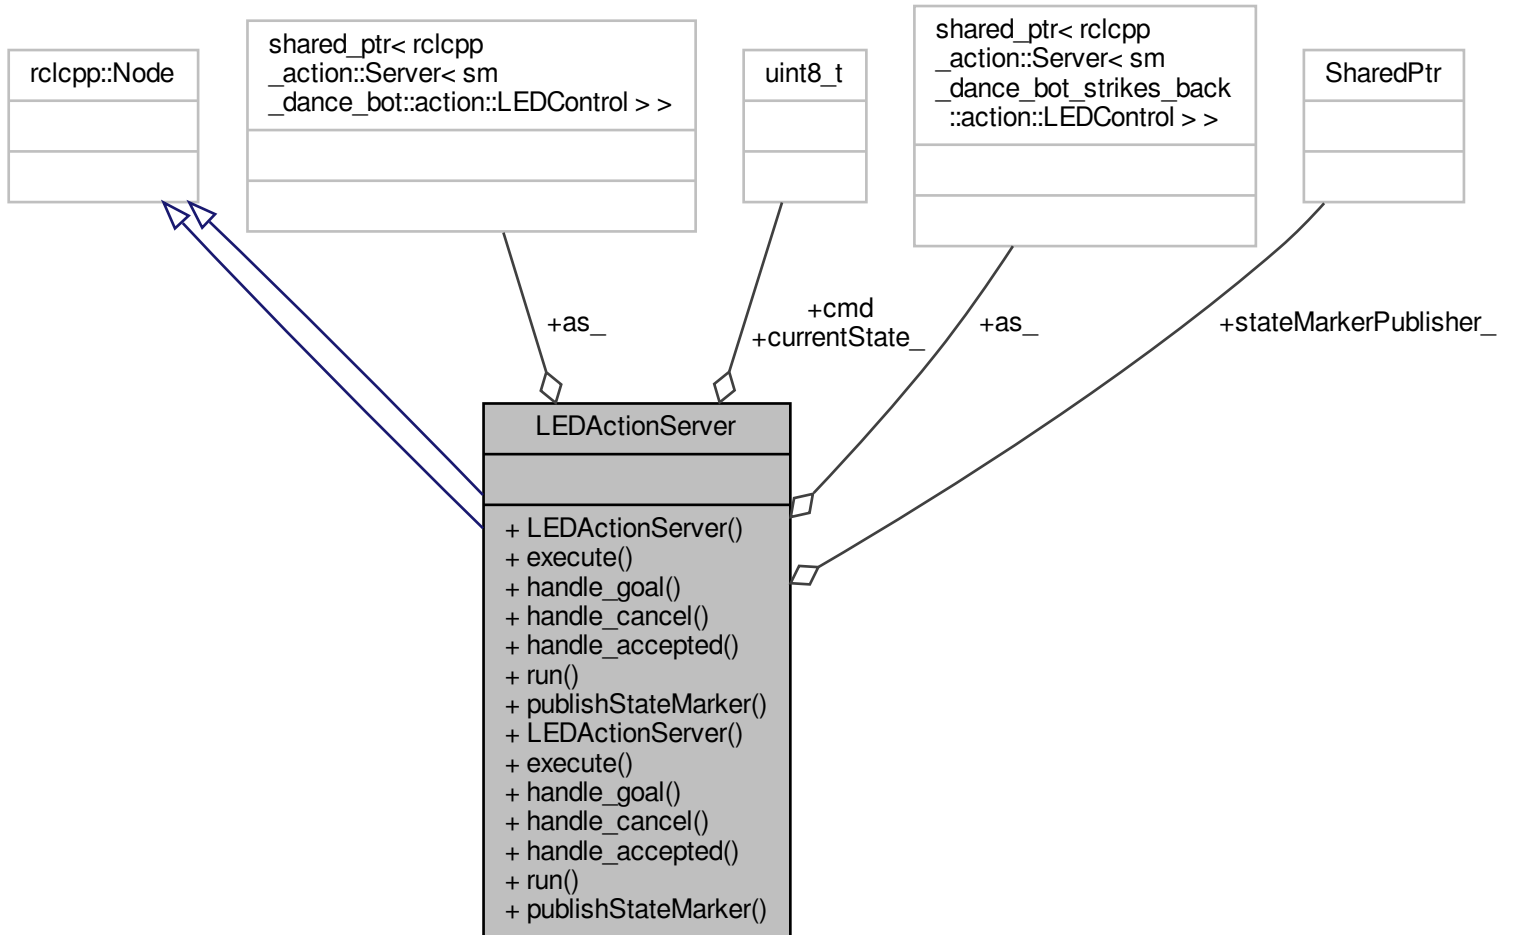 rclcpp::Node
shared_ptr< rclcpp
_action::Server< sm
_dance_bot::action::LEDControl > >
uint8_t
shared_ptr< rclcpp
_action::Server< sm
_dance_bot_strikes_back
::action::LEDControl > >
SharedPtr
+as_
+cmd
+currentState_
+as_
+stateMarkerPublisher_
LEDActionServer
+ LEDActionServer()
+ execute()
+ handle_goal()
+ handle_cancel()
+ handle_accepted()
+ run()
+ publishStateMarker()
+ LEDActionServer()
+ execute()
+ handle_goal()
+ handle_cancel()
+ handle_accepted()
+ run()
+ publishStateMarker()